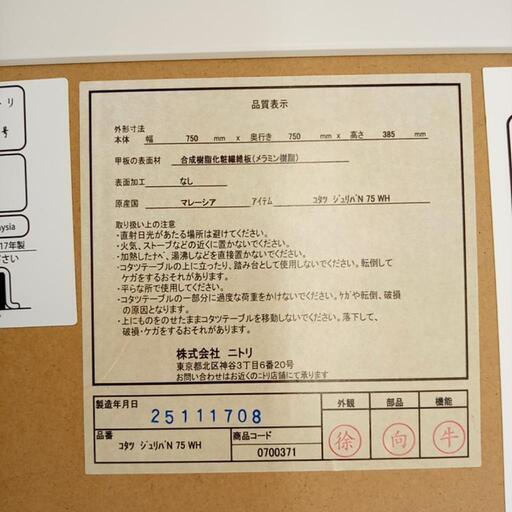 品質表示
外形寸法
本体 幅 750 mm x 奥行き 750 mm x 高さ 385 mm
甲板の表面材 合成樹脂化粧繊維板(メラミン樹脂)
表面加工 なし
原産国 マレーシア アイテム コタツ ジュリバN 75 WH
取り扱い上の注意
・直射日光があたる場所は避けてください。
・火気、ストーブなどの近くに置かないでください。
・加熱したナベ、湯沸しなどを直接置かないでください。
・コタツテーブルの上に立ったり、踏み台として使用しないでください。転倒して
ケガをするおそれがあります。
・平らな所で使用してください。
・コタツテーブルの一部分に過度な荷重をかけないでください。ケガや転倒、破損
の原因となります。
・上にものをのせたままコタツテーブルを移動しないでください。落下して、
破損・ケガをするおそれがあります。
株式会社 ニトリ
東京都北区神谷3丁目6番20号
お問い合わせはお近くのニトリ店舗にて承ります
製造年月日 25111708 外観 部品 機能
品番 コタツ ジュリバN 75 WH 商品コード 0700371 徐 向 牛
リ
号
ysia
17年製
さい